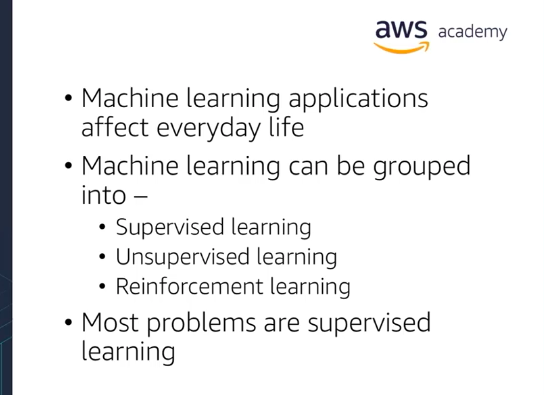 aws academy
• Machine learning applications
affect everyday life
• Machine learning can be grouped
into –
• Supervised learning
• Unsupervised learning
• Reinforcement learning
• Most problems are supervised
learning